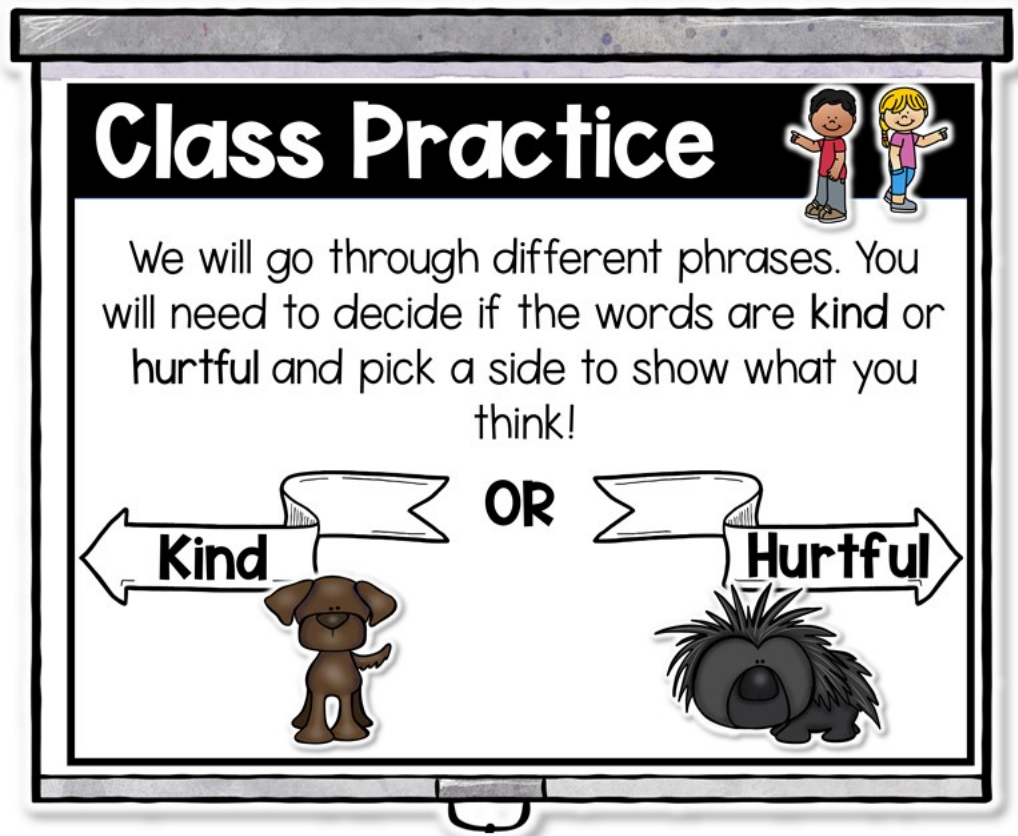 Class Practice
We will go through different phrases. You
will need to decide if the words are kind or
hurtful and pick a side to show what you
think!
OR
Kind
Hurtful